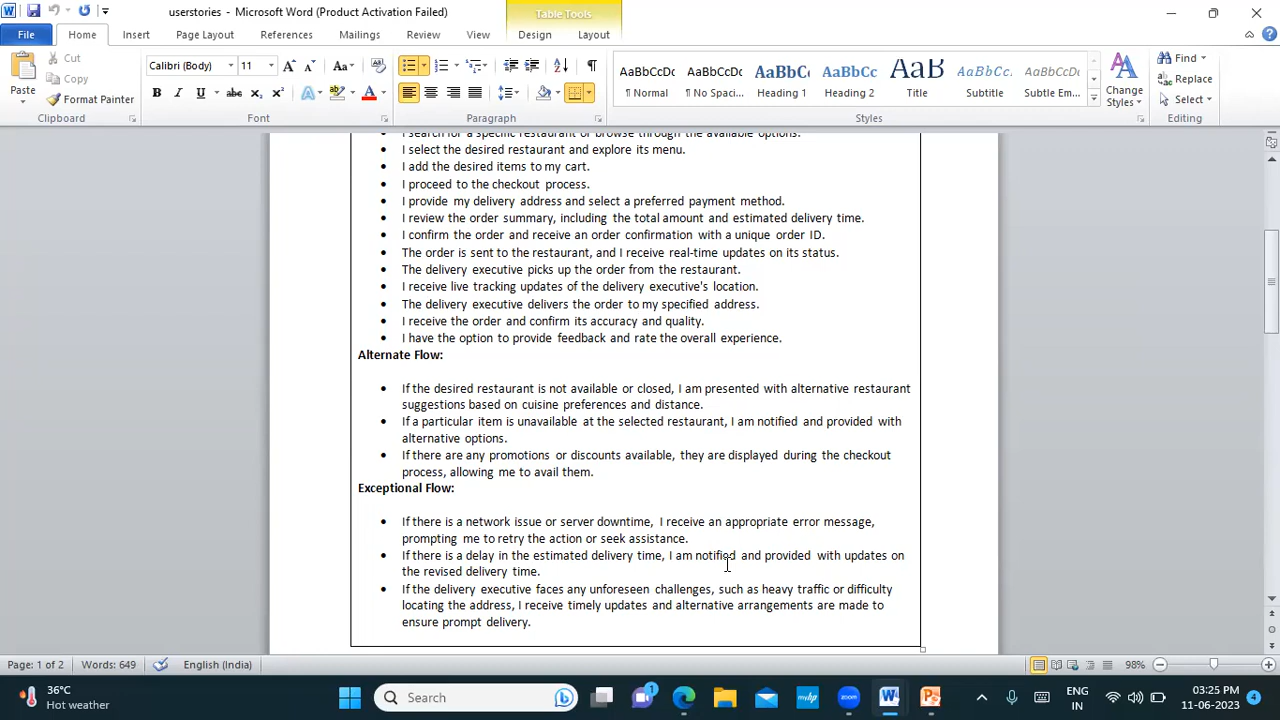 userstories - Microsoft Word (Product Activation Failed)
Table Tools
File Home Insert Page Layout References Mailings Review View Design Layout
Paste
Cut
Copy
Format Painter
Clipboard
Calibri (Body) 11
Font
Paragraph
AaBbCcDc AaBbCcDc AaBbCc AaBbCc AaB AaBbCc. AaBbCcDc
¶ Normal ¶ No Spaci... Heading 1 Heading 2 Title Subtitle Subtle Em...
Change
Styles
Styles
Find
Replace
Select
Editing
I search for a specific restaurant or browse through the available options.
• I select the desired restaurant and explore its menu.
• I add the desired items to my cart.
• I proceed to the checkout process.
• I provide my delivery address and select a preferred payment method.
• I review the order summary, including the total amount and estimated delivery time.
• I confirm the order and receive an order confirmation with a unique order ID.
• The order is sent to the restaurant, and I receive real-time updates on its status.
• The delivery executive picks up the order from the restaurant.
• I receive live tracking updates of the delivery executive's location.
• The delivery executive delivers the order to my specified address.
• I receive the order and confirm its accuracy and quality.
• I have the option to provide feedback and rate the overall experience.
Alternate Flow:
• If the desired restaurant is not available or closed, I am presented with alternative restaurant
suggestions based on cuisine preferences and distance.
• If a particular item is unavailable at the selected restaurant, I am notified and provided with
alternative options.
• If there are any promotions or discounts available, they are displayed during the checkout
process, allowing me to avail them.
Exceptional Flow:
• If there is a network issue or server downtime, I receive an appropriate error message,
prompting me to retry the action or seek assistance.
• If there is a delay in the estimated delivery time, I am notified and provided with updates on
the revised delivery time.
• If the delivery executive faces any unforeseen challenges, such as heavy traffic or difficulty
locating the address, I receive timely updates and alternative arrangements are made to
ensure prompt delivery.
Page: 1 of 2 Words: 649 English (India) 98%
36°C
Hot weather
Search
1
myhp
zoom
ENG
IN
03:25 PM
11-06-2023
4